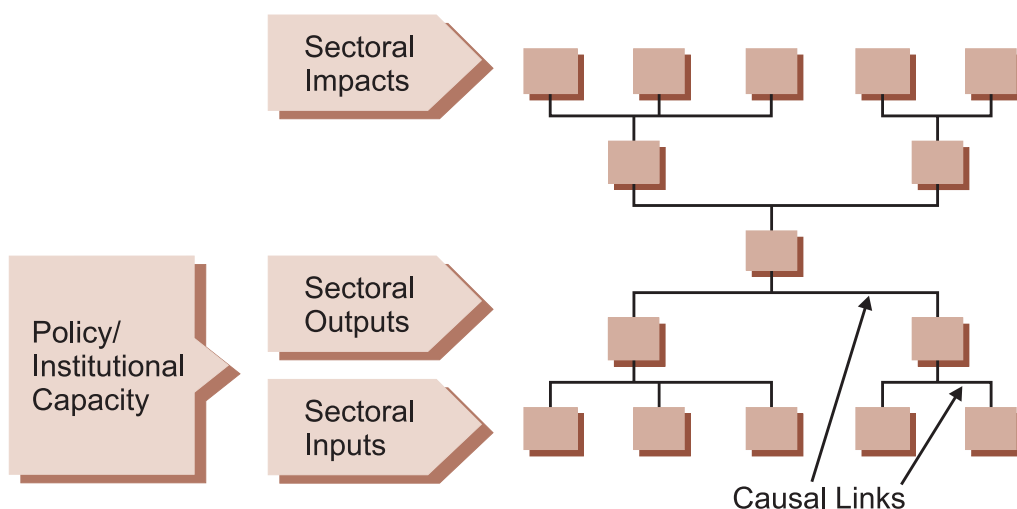 Sectoral
Impacts
Policy/
Institutional
Capacity
Sectoral
Outputs
Sectoral
Inputs
Causal Links